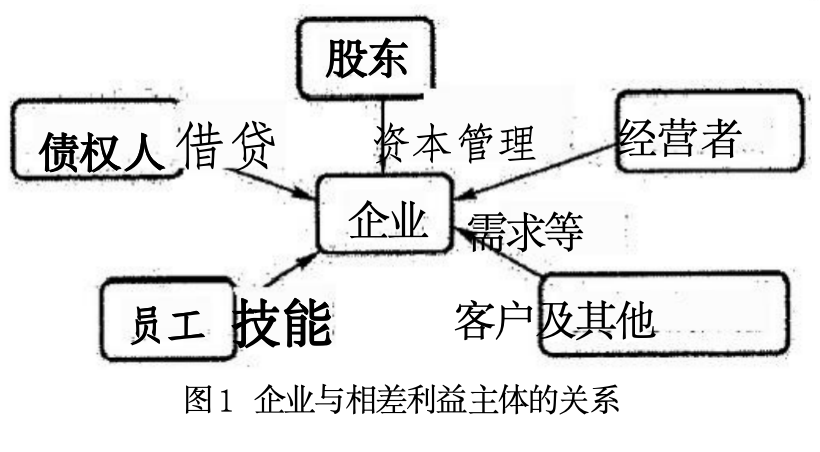 股东
债权人 借贷
资本管理
经营者
企业
需求等
员工 技能
客户及其他
图1 企业与相差利益主体的关系